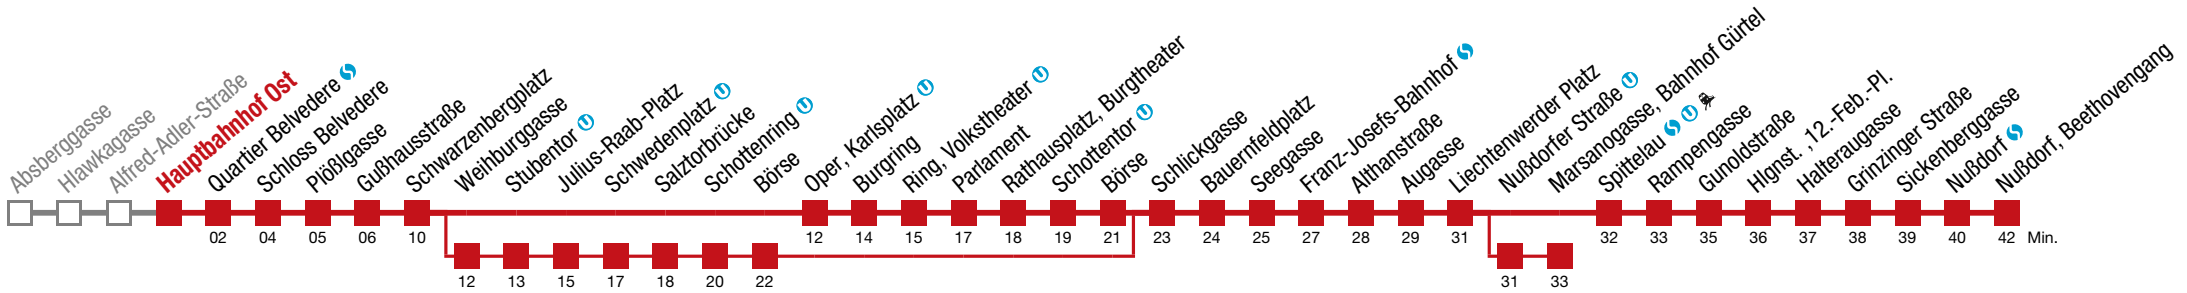 Absberggasse
Hlawkagasse
Alfred-Adler-Straße
Hauptbahnhof Ost
Quartier Belvedere
Schloss Belvedere
Plößlgasse
Gußhausstraße
Schwarzenbergplatz
Weihburggasse
Stubentor
Julius-Raab-Platz
Schwedenplatz
Salztorbrücke
Schottenring
Börse
Oper, Karlsplatz
Burgring
Ring, Volkstheater
Parlament
Rathausplatz, Burgtheater
Schottentor
Börse
Schlickgasse
Bauernfeldplatz
Seegasse
Franz-Josefs-Bahnhof
Althanstraße
Augasse
Liechtenwerder Platz
Nußdorfer Straße
Marsanogasse, Bahnhof Gürtel
Spittelau
Rampengasse
Gunoldstraße
Hlgnst. ,12.-Feb.-Pl.
Halteraugasse
Grinzinger Straße
Sickenberggasse
Nußdorf
Nußdorf, Beethovengang
02 04 05 06 10 12 14 15 17 18 19 21 23 24 25 27 28 29 31 32 33 35 36 37 38 39 40 42 Min.
12 13 15 17 18 20 22 31 33